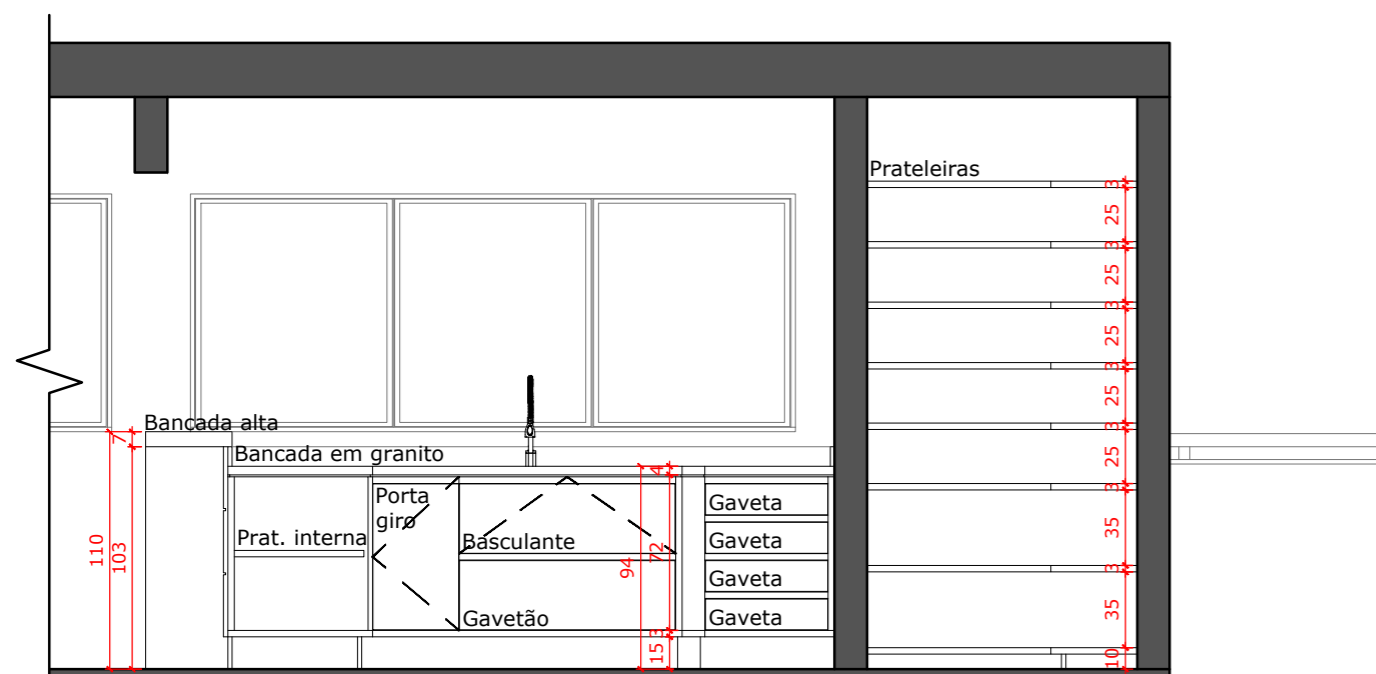 Prateleiras
3
25
3
25
3
25
3
25
3
25
3
35
3
35
10
Bancada alta
7
110
103
Bancada em granito
4
Porta
giro
Prat. interna
Basculante
Gavetão
94
72
3
15
Gaveta
Gaveta
Gaveta
Gaveta